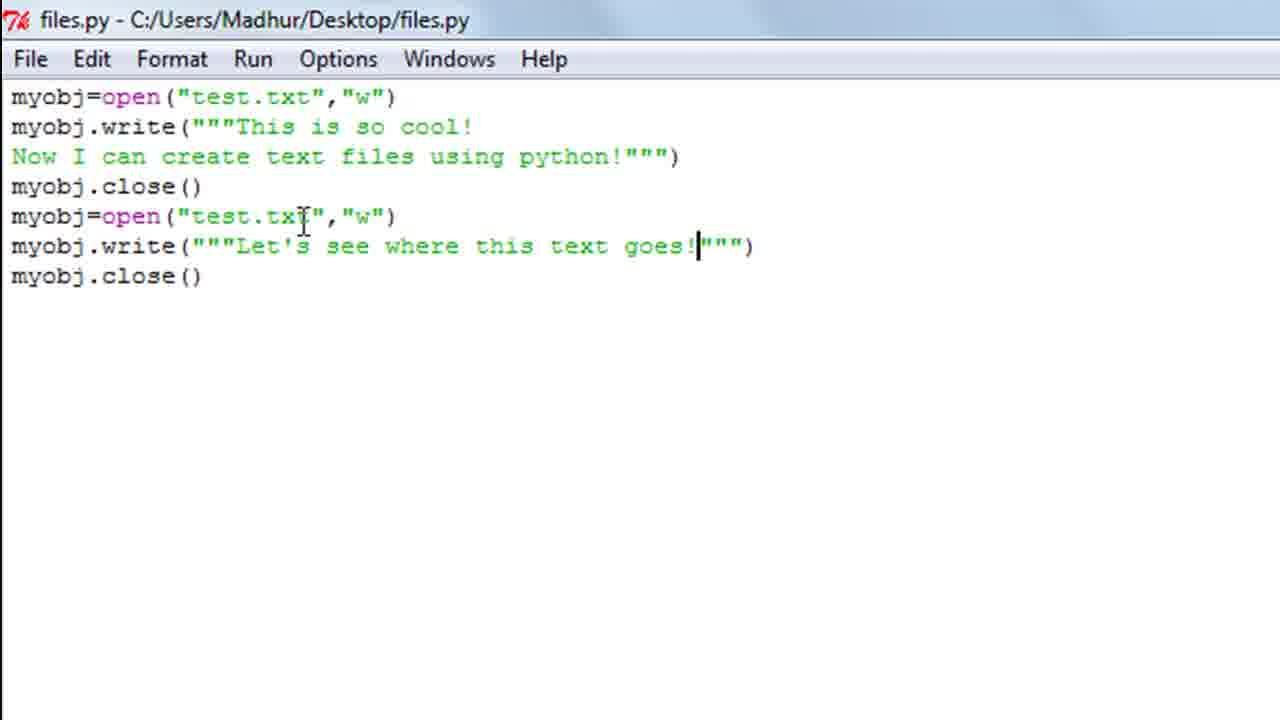 files.py - C:/Users/Madhur/Desktop/files.py
File Edit Format Run Options Windows Help
myobj=open("test.txt","w")
myobj.write("""This is so cool!
Now I can create text files using python!""")
myobj.close()
myobj=open("test.txt","w")
myobj.write("""Let's see where this text goes!""")
myobj.close()